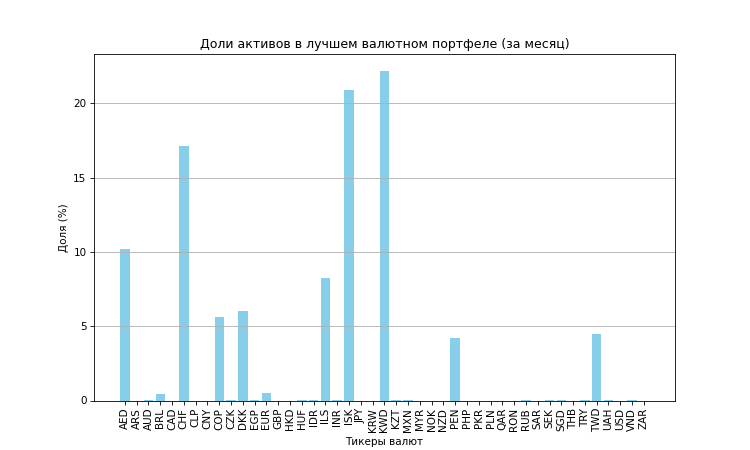 Доли активов в лучшем валютном портфеле (за месяц)
Доля (%)
20
15
10
5
0
AED ARS AUD BRL CAD CHF CLP CNY COP CZK DKK EGP EUR GBP HKD HUF IDR ILS INR ISK JPY KRW KWD KZT MXN MYR NOK NZD PEN PHP PKR PLN QAR RON RUB SAR SEK SGD THB TRY TWD UAH USD VND ZAR
Тикеры валют